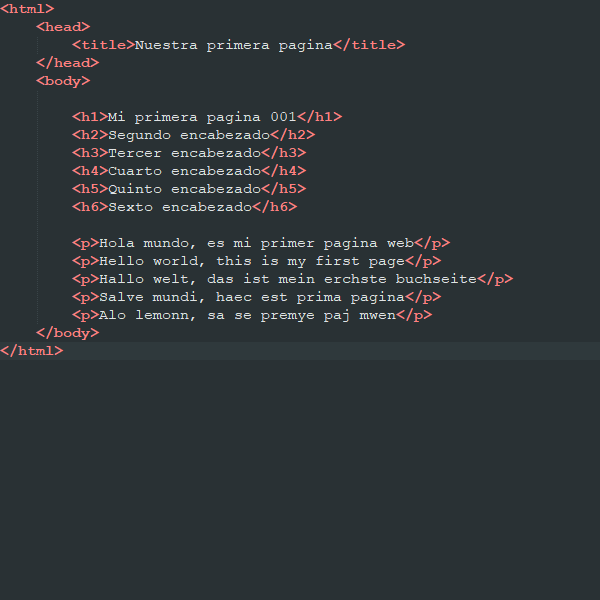 <html>
<head>
<title>Nuestra primera pagina</title>
</head>
<body>
<h1>Mi primera pagina 001</h1>
<h2>Segundo encabezado</h2>
<h3>Tercer encabezado</h3>
<h4>Cuarto encabezado</h4>
<h5>Quinto encabezado</h5>
<h6>Sexto encabezado</h6>
<p>Hola mundo, es mi primer pagina web</p>
<p>Hello world, this is my first page</p>
<p>Hallo welt, das ist mein erchste buchseite</p>
<p>Salve mundi, haec est prima pagina</p>
<p>Alo lemonn, sa se premye paj mwen</p>
</body>
</html>